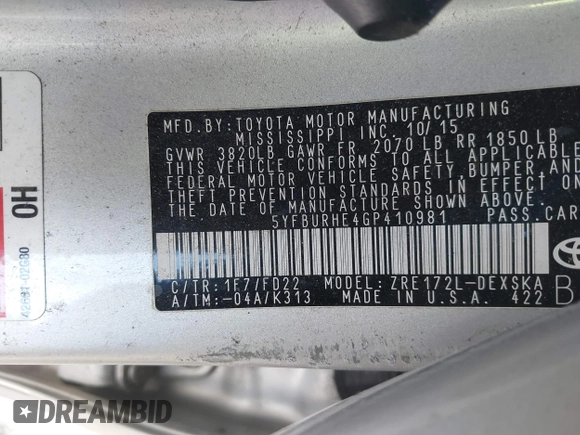 MFD.BY:TOYOTA MOTOR MANUFACTURING
MISSISSIPPI INC. 10/15
GVWR 3820LB GAWR FR 2070 LB RR 1850 LB
THIS VEHICLE CONFORMS TO ALL APPLICABLE
FEDERAL MOTOR VEHICLE SAFETY,BUMPER,AND
THEFT PREVENTION STANDARDS IN EFFECT ON
THE DATE OF MANUFACTURE SHOWN ABOVE.
5YFBURHE4GP410981 PASS.CAR
C/TR:1F7/FD22 MODEL:ZRE172L-DEXSKA
A/TM:-04A/K313 MADE IN U.S.A. 422 B
TOYOTA
OH
DREAMBID